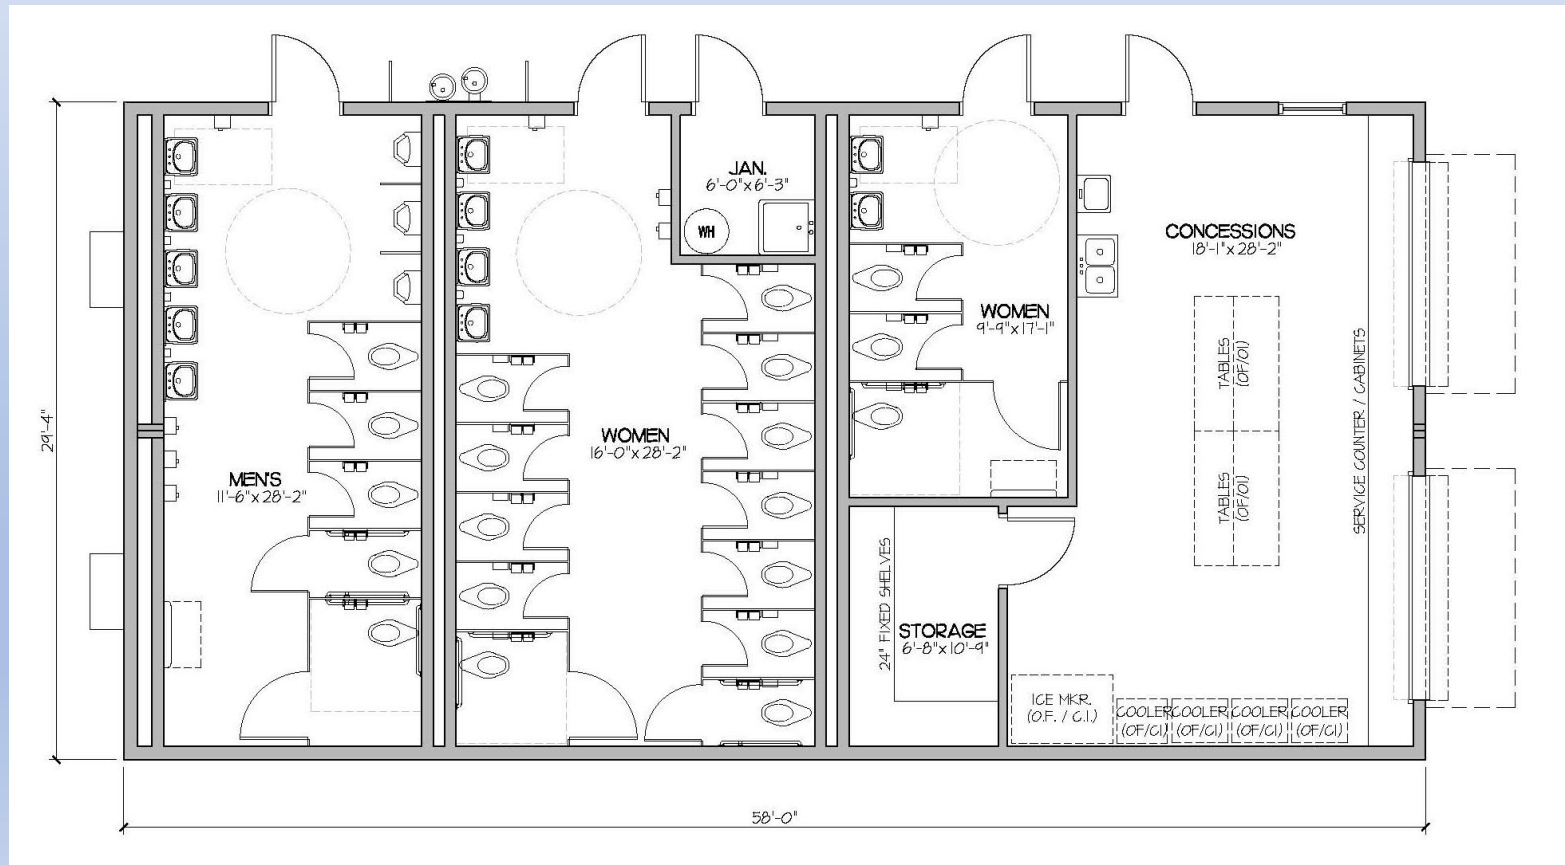 JAN.
6'-0"x6'-3"
WH
CONCESSIONS
18'-1"x28'-2"
WOMEN
9'-9"x17'-1"
TABLES
(OF/OI)
TABLES
(OF/OI)
SERVICE COUNTER / CABINETS
29'-4"
WOMEN
16'-0"x28'-2"
MEN'S
11'-6"x28'-2"
24" FIXED SHELVES
STORAGE
6'-8"x10'-9"
ICE MKR.
(O.F. / C.I.)
COOLER COOLER COOLER COOLER
(OF/CI) (OF/CI) (OF/CI) (OF/CI)
58'-0"